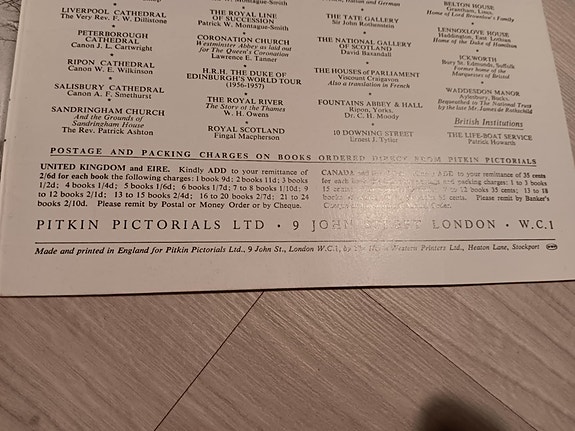 LIVERPOOL CATHEDRAL
The Very Rev. F. W. Dillistone
PETERBOROUGH
CATHEDRAL
Canon J. L. Cartwright
RIPON CATHEDRAL
Canon W. E. Wilkinson
SALISBURY CATHEDRAL
Canon A. F. Smethurst
SANDRINGHAM CHURCH
And the Grounds of
Sandringham House
The Rev. Patrick Ashton
Patrick W. Montague-Smith
THE ROYAL LINE
OF SUCCESSION
Patrick W. Montague-Smith
CORONATION CHURCH
Westminster Abbey as laid out
for The Queen's Coronation
Lawrence E. Tanner
H.R.H. THE DUKE OF
EDINBURGH'S WORLD TOUR
(1956-1957)
THE ROYAL RIVER
The Story of the Thames
W. H. Owens
ROYAL SCOTLAND
Fingal Macpherson
and German
THE TATE GALLERY
Sir John Rothenstein
THE NATIONAL GALLERY
OF SCOTLAND
David Baxandall
THE HOUSES OF PARLIAMENT
Viscount Craigavon
Also a translation in French
FOUNTAINS ABBEY & HALL
Ripon, Yorks.
Dr. C. H. Moody
10 DOWNING STREET
Ernest J. Tytler
BELTON HOUSE
Grantham, Lincs.
Home of Lord Brownlow's Family
LENNOXLOVE HOUSE
Haddington, East Lothian
Home of the Duke of Hamilton
ICKWORTH
Bury St. Edmunds, Suffolk
Former home of the
Marquesses of Bristol
WADDESDON MANOR
Aylesbury, Bucks.
Bequeathed to The National Trust
by the late Mr. James de Rothschild
British Institutions
THE LIFE-BOAT SERVICE
Patrick Howarth
POSTAGE AND PACKING CHARGES ON BOOKS ORDERED DIRECT FROM PITKIN PICTORIALS
UNITED KINGDOM and EIRE. Kindly ADD to your remittance of
2/6d for each book the following charges: 1 book 9d; 2 books 11d; 3 books
1/2d; 4 books 1/4d; 5 books 1/6d; 6 books 1/7d; 7 to 8 books 1/10d; 9
to 12 books 2/1d; 13 to 15 books 2/4d; 16 to 20 books 2/7d; 21 to 24
books 2/10d. Please remit by Postal or Money Order or by Cheque.
CANADA ADD to your remittance of 35 cents
for each and packing charges: 1 to 3 books
15 to 12 books 35 cents; 13 to
Please remit by Banker's
Order.
PITKIN PICTORIALS LTD · 9 JOHN STREET LONDON · W.C.1
Made and printed in England for Pitkin Pictorials Ltd., 9 John St., London W.C.1, by Western Printers Ltd., Heaton Lane, Stockport